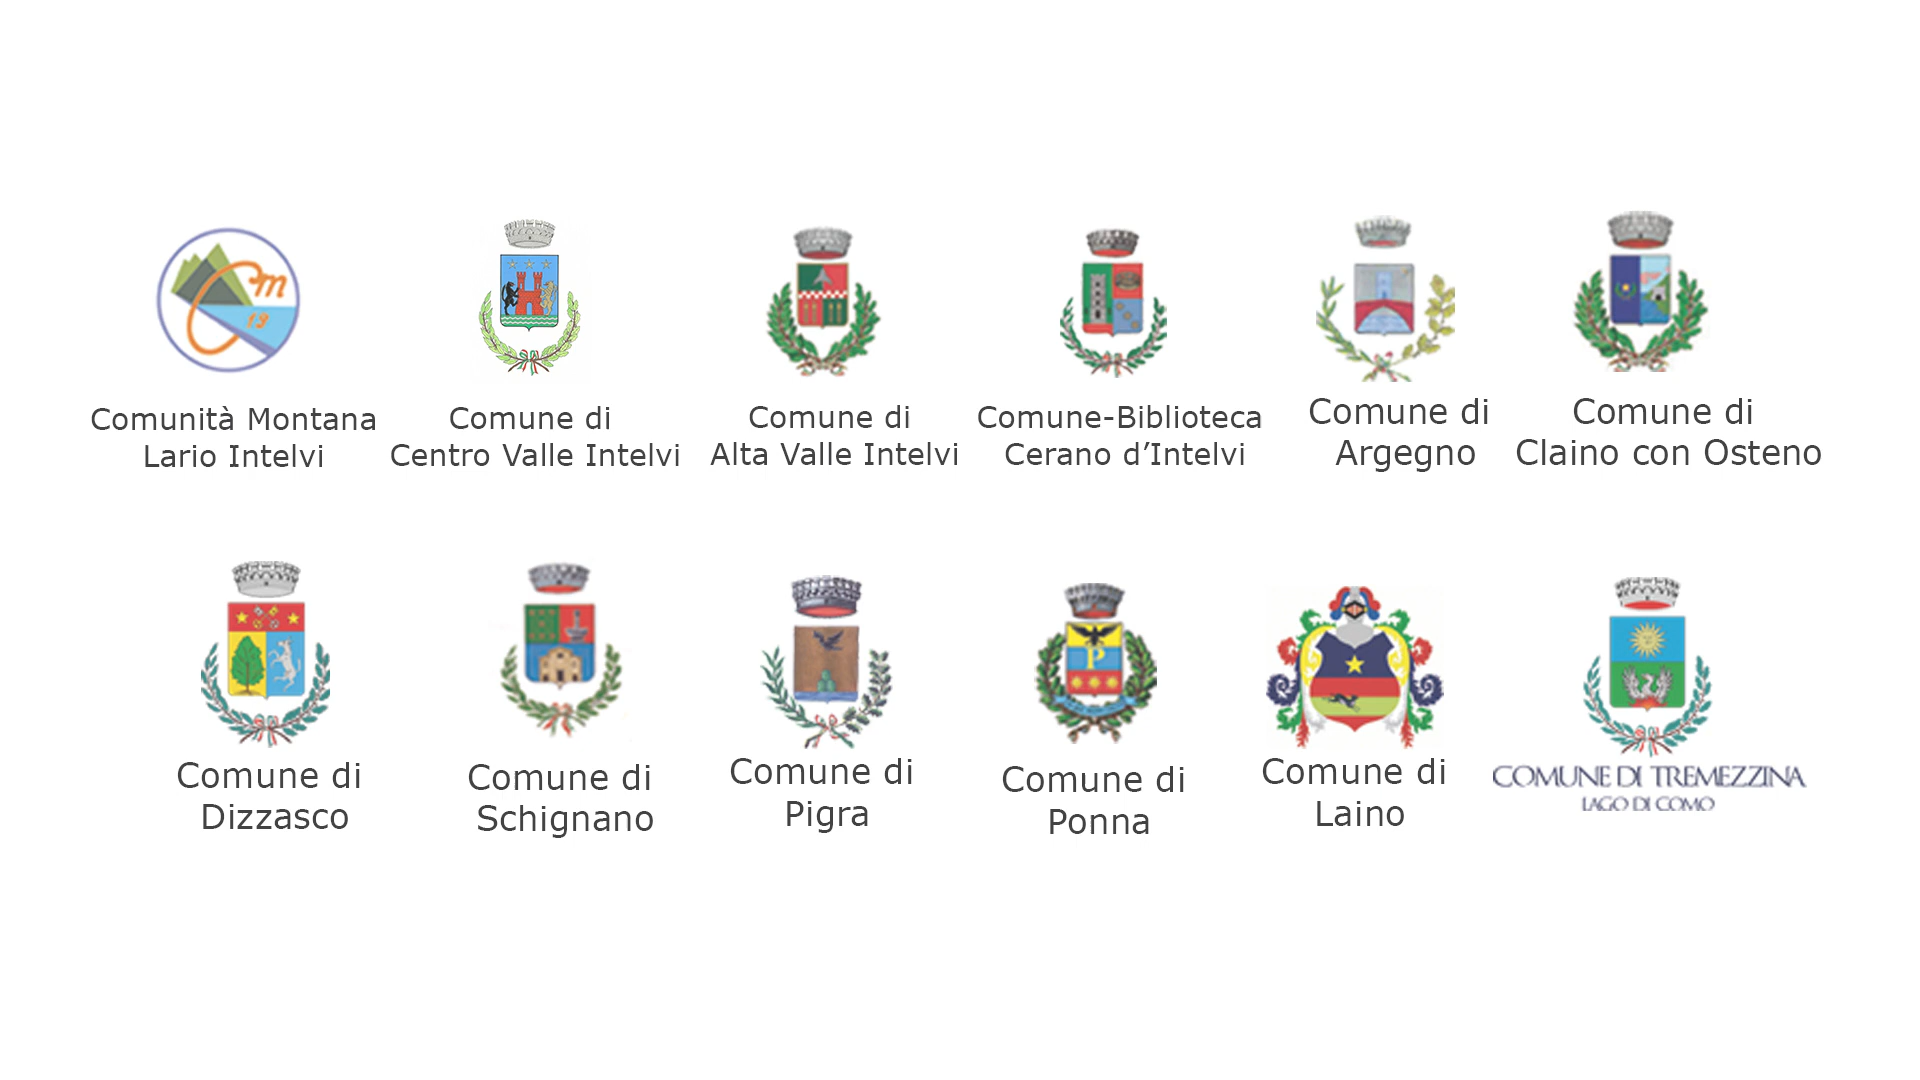 Cm
19
Comunità Montana
Lario Intelvi
Comune di
Centro Valle Intelvi
Comune di
Alta Valle Intelvi
Comune-Biblioteca
Cerano d’Intelvi
Comune di
Argegno
Comune di
Claino con Osteno
Comune di
Dizzasco
Comune di
Schignano
Comune di
Pigra
P
Comune di
Ponna
Comune di
Laino
COMUNE DI TREMEZZINA
LAGO DI COMO